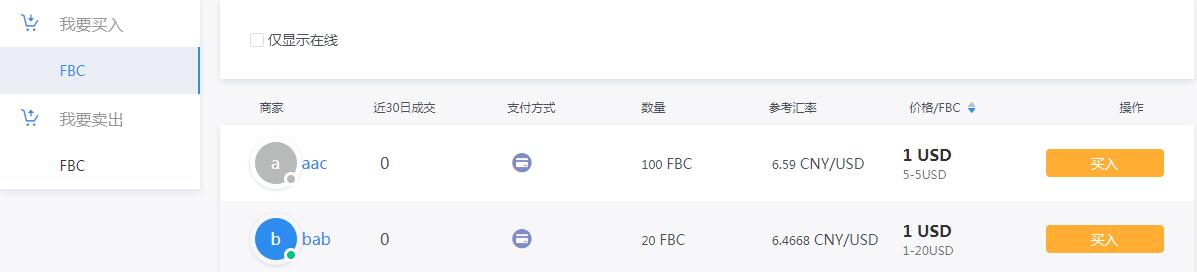 我要买入
FBC
我要卖出
FBC
仅显示在线
商家 近30日成交 支付方式 数量 参考汇率 价格/FBC 操作
a aac 0 100 FBC 6.59 CNY/USD 1 USD 买入
5-5USD
b bab 0 20 FBC 6.4668 CNY/USD 1 USD 买入
1-20USD